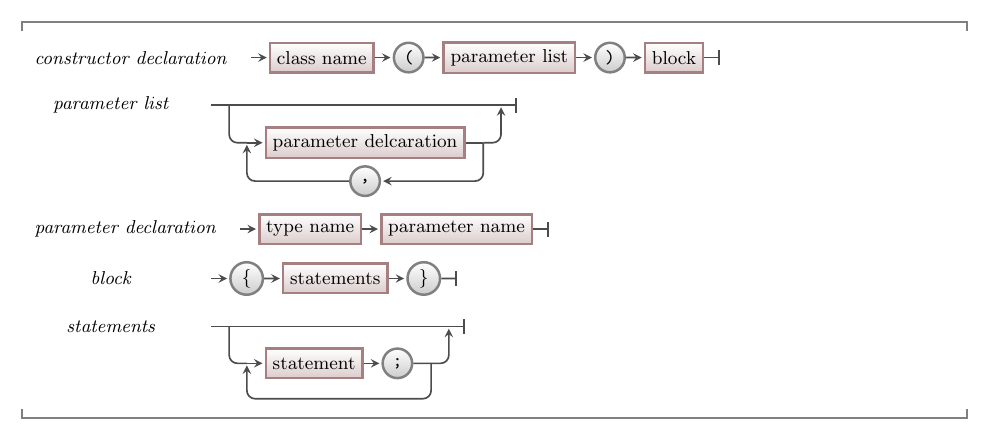 constructor declaration class name ( parameter list ) block
parameter list
parameter delcaration
,
parameter declaration type name parameter name
block { statements }
statements
statement ;